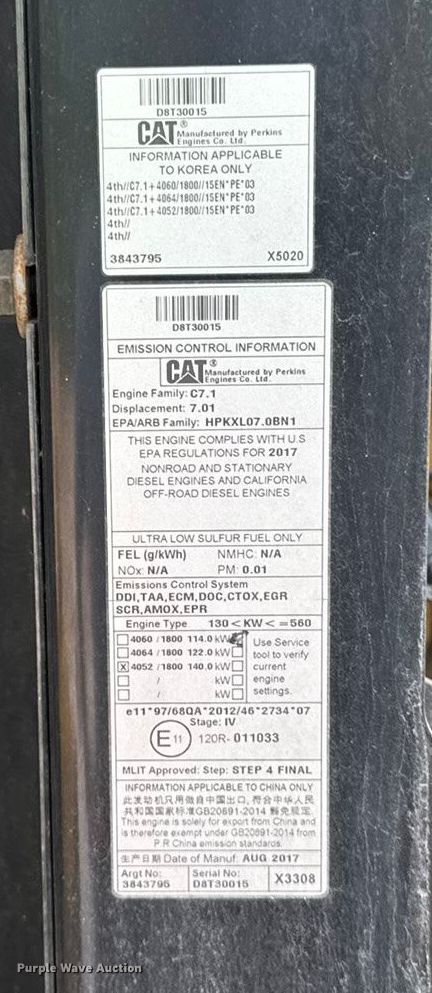 D8T30015
CAT® Manufactured by Perkins
Engines Co. Ltd.
INFORMATION APPLICABLE
TO KOREA ONLY
4th//C7.1+4060/1800//15EN*PE*03
4th//C7.1+4064/1800//15EN*PE*03
4th//C7.1+4052/1800//15EN*PE*03
4th//
4th//
3843795 X5020
D8T30015
EMISSION CONTROL INFORMATION
CAT® Manufactured by Perkins
Engines Co. Ltd.
Engine Family: C7.1
Displacement: 7.01
EPA/ARB Family: HPKXL07.0BN1
THIS ENGINE COMPLIES WITH U.S
EPA REGULATIONS FOR 2017
NONROAD AND STATIONARY
DIESEL ENGINES AND CALIFORNIA
OFF-ROAD DIESEL ENGINES
ULTRA LOW SULFUR FUEL ONLY
FEL (g/kWh) NMHC: N/A
NOx: N/A PM: 0.01
Emissions Control System
DDI,TAA,ECM,DOC,CTOX,EGR
SCR,AMOX,EPR
Engine Type 130 < KW < = 560
4060 / 1800 114.0 kW Use Service
4064 / 1800 122.0 kW tool to verify
X 4052 / 1800 140.0 kW current
/ kW engine
/ kW settings.
e11*97/68QA*2012/46*2734*07
Stage: IV
E 11 120R- 011033
MLIT Approved: Step: STEP 4 FINAL
INFORMATION APPLICABLE TO CHINA ONLY
此发动机只用做自中国出口, 符合中华人民
共和国国家标准GB20891-2014 豁免规定.
This engine is solely for export from China and
is therefore exempt under GB20891-2014 from
P R China emission standards.
生产日期 Date of Manuf: AUG 2017
Argt No: Serial No:
3843795 D8T30015 X3308
Purple Wave Auction